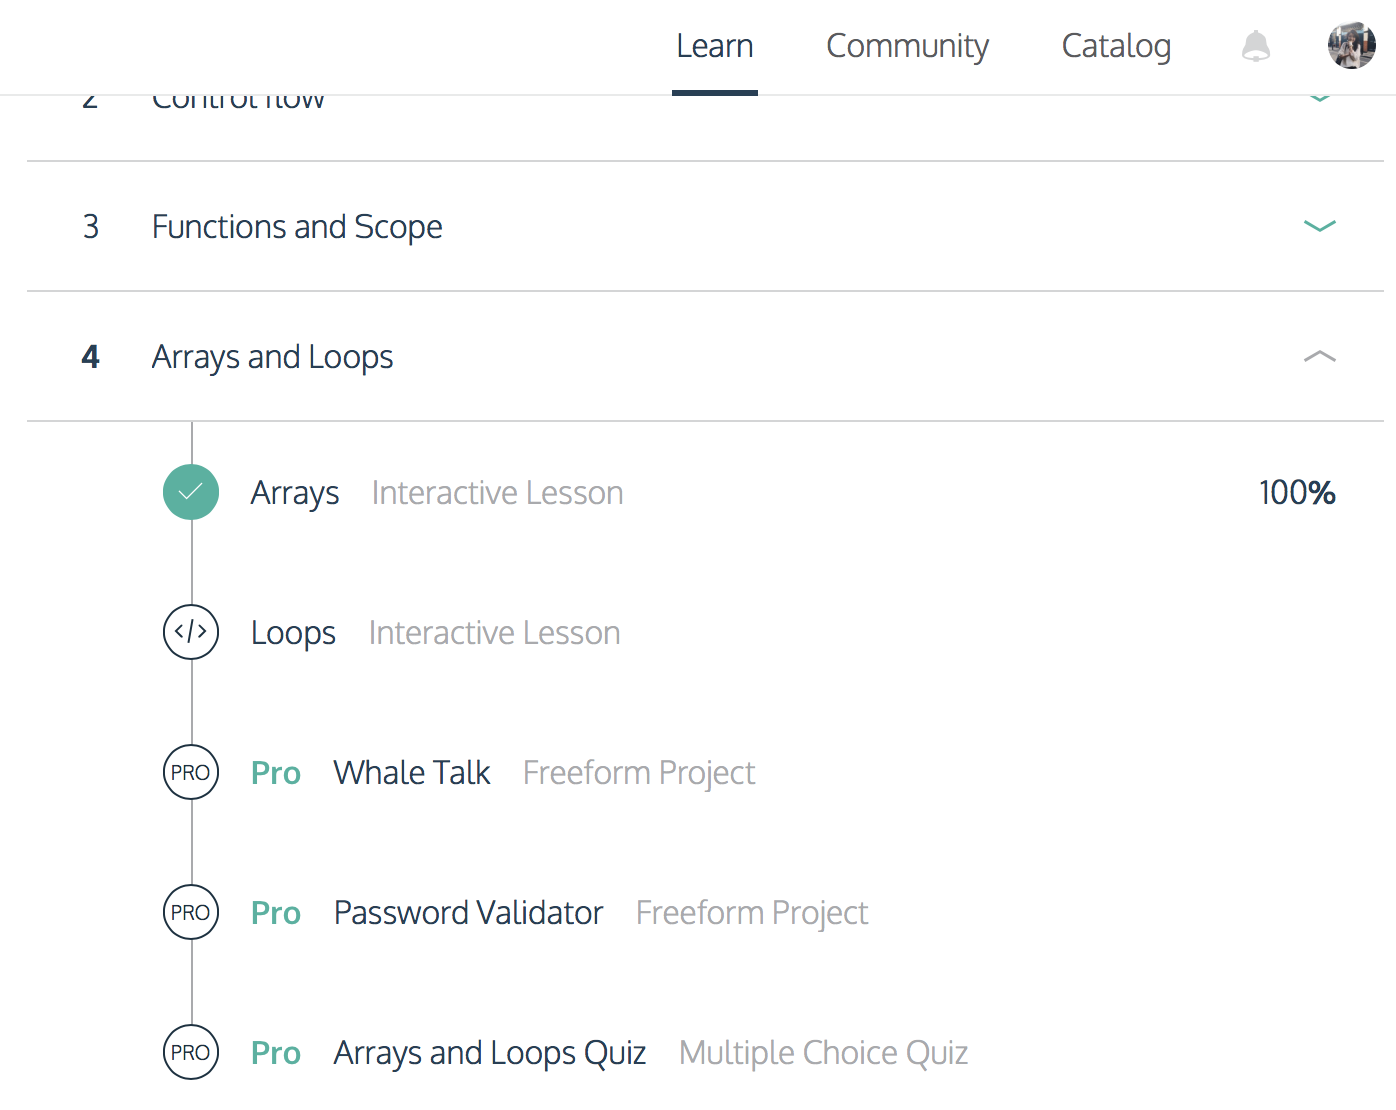 Learn Community Catalog
2 Control flow
3 Functions and Scope
4 Arrays and Loops
Arrays Interactive Lesson 100%
</> Loops Interactive Lesson
PRO Pro Whale Talk Freeform Project
PRO Pro Password Validator Freeform Project
PRO Pro Arrays and Loops Quiz Multiple Choice Quiz